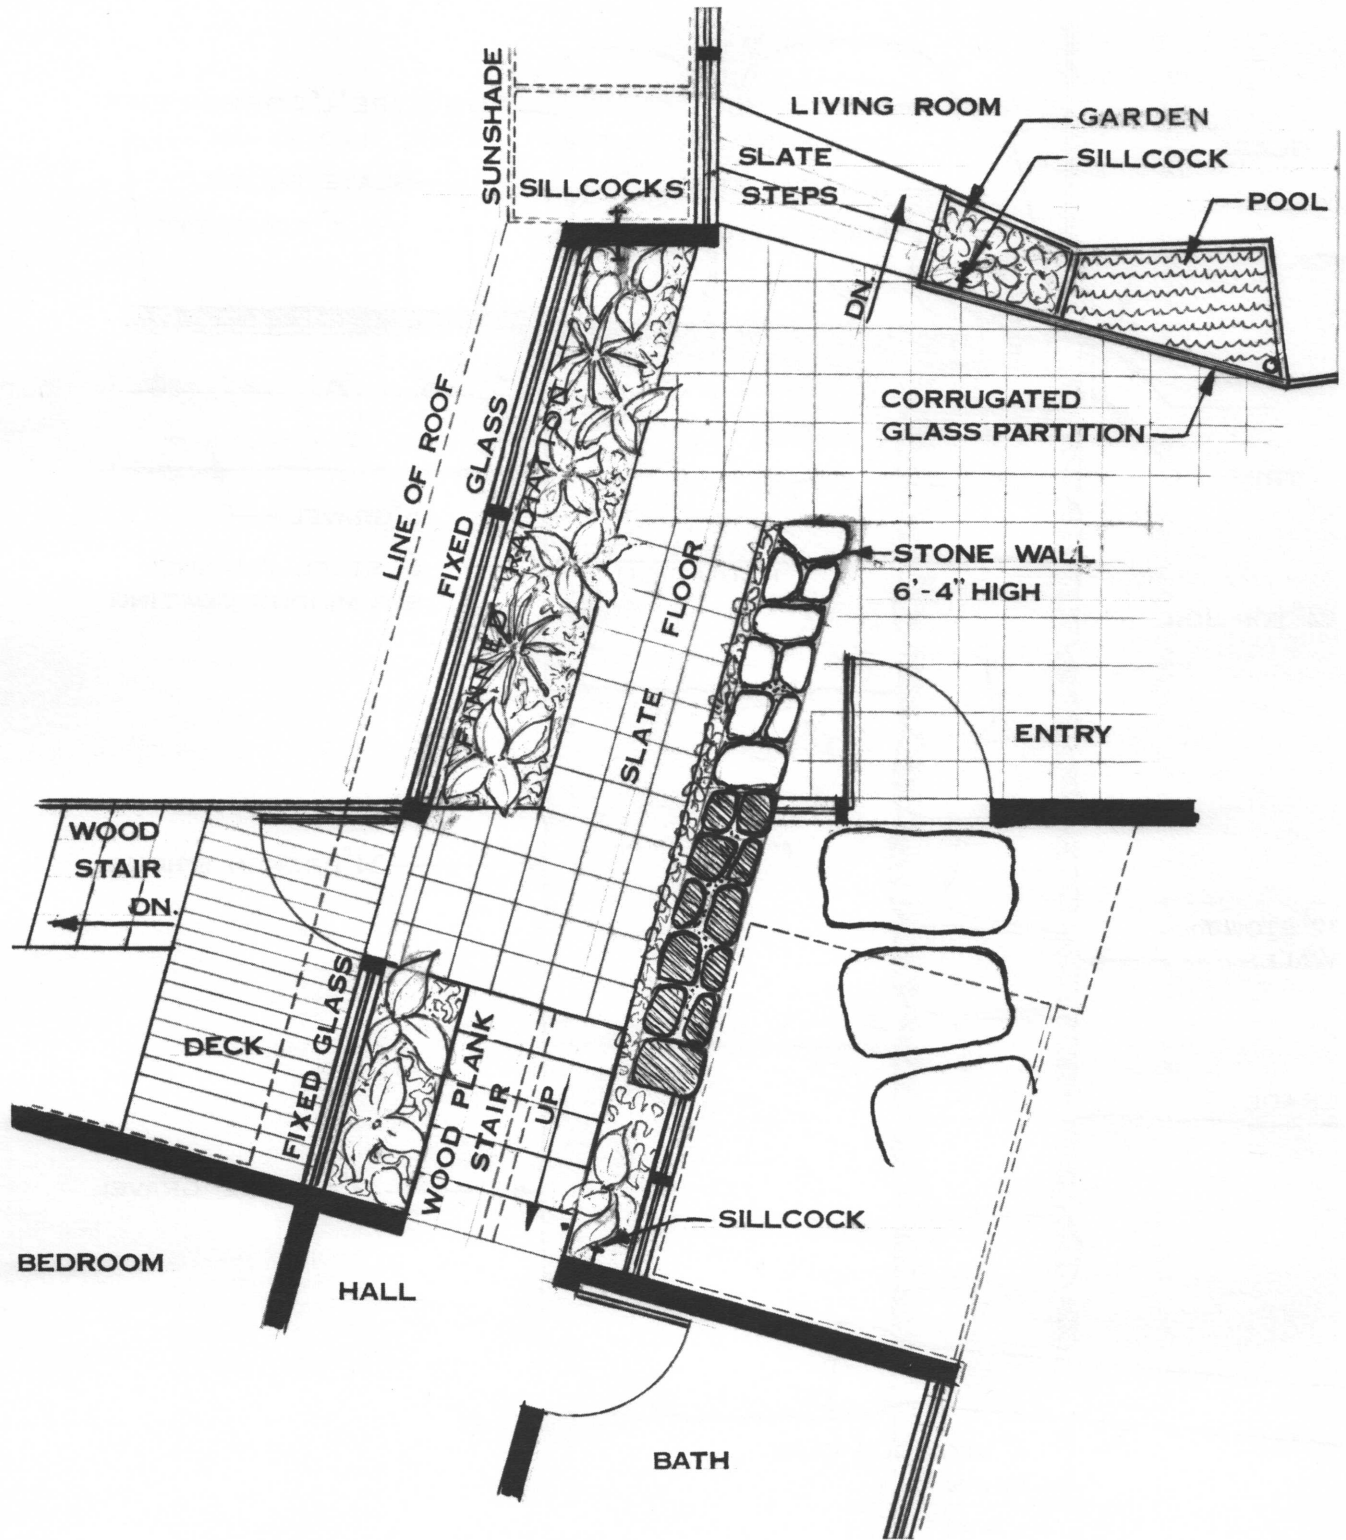 SUNSHADE
LIVING ROOM
GARDEN
SILLCOCK
SLATE
STEPS
SILLCOCKS
POOL
DN.
LINE OF ROOF
FIXED GLASS
FINNED RADIATION
CORRUGATED
GLASS PARTITION
SLATE FLOOR
STONE WALL
6'-4" HIGH
ENTRY
WOOD
STAIR
DN.
DECK
FIXED GLASS
WOOD PLANK
STAIR
UP
SILLCOCK
BEDROOM
HALL
BATH